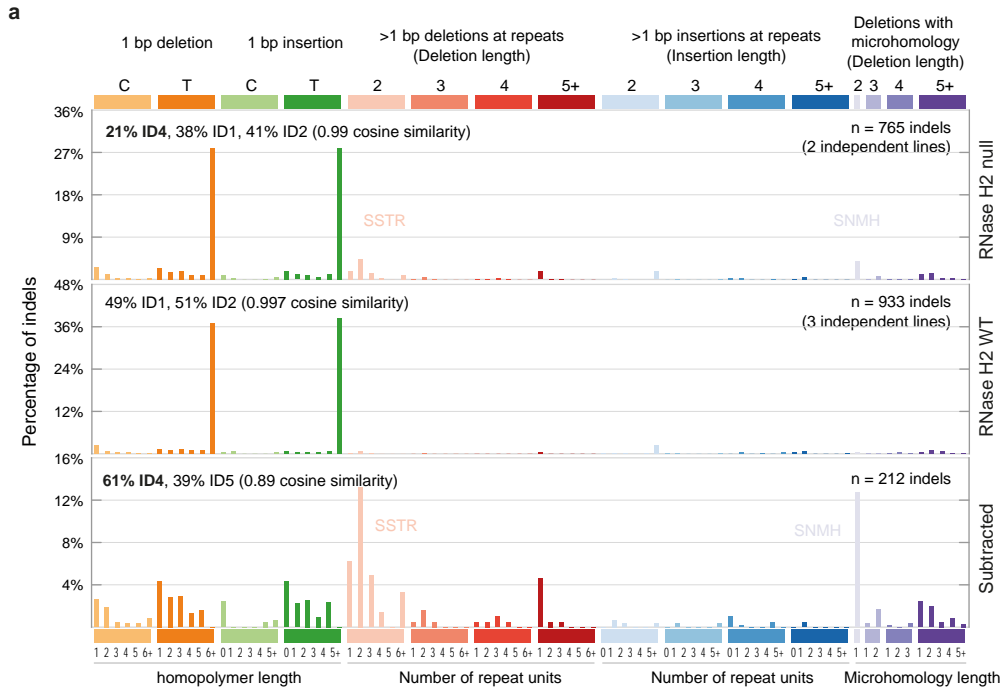 a
1 bp deletion
1 bp insertion
>1 bp deletions at repeats
(Deletion length)
>1 bp insertions at repeats
(Insertion length)
Deletions with
microhomology
(Deletion length)
C T C T 2 3 4 5+ 2 3 4 5+ 2 3 4 5+
Percentage of indels
36%
27%
18%
9%
21% ID4, 38% ID1, 41% ID2 (0.99 cosine similarity)
n = 765 indels
(2 independent lines)
SSTR
SNMH
RNase H2 null
48%
36%
24%
12%
49% ID1, 51% ID2 (0.997 cosine similarity)
n = 933 indels
(3 independent lines)
RNase H2 WT
16%
12%
8%
4%
61% ID4, 39% ID5 (0.89 cosine similarity)
n = 212 indels
SSTR
SNMH
Subtracted
1 2 3 4 5 6+ 1 2 3 4 5 6+ 0 1 2 3 4 5+ 0 1 2 3 4 5+ 1 2 3 4 5 6+ 1 2 3 4 5 6+ 1 2 3 4 5 6+ 1 2 3 4 5 6+ 0 1 2 3 4 5+ 0 1 2 3 4 5+ 0 1 2 3 4 5+ 0 1 2 3 4 5+ 1 1 2 1 2 3 1 2 3 4 5+
homopolymer length
Number of repeat units
Number of repeat units
Microhomology length